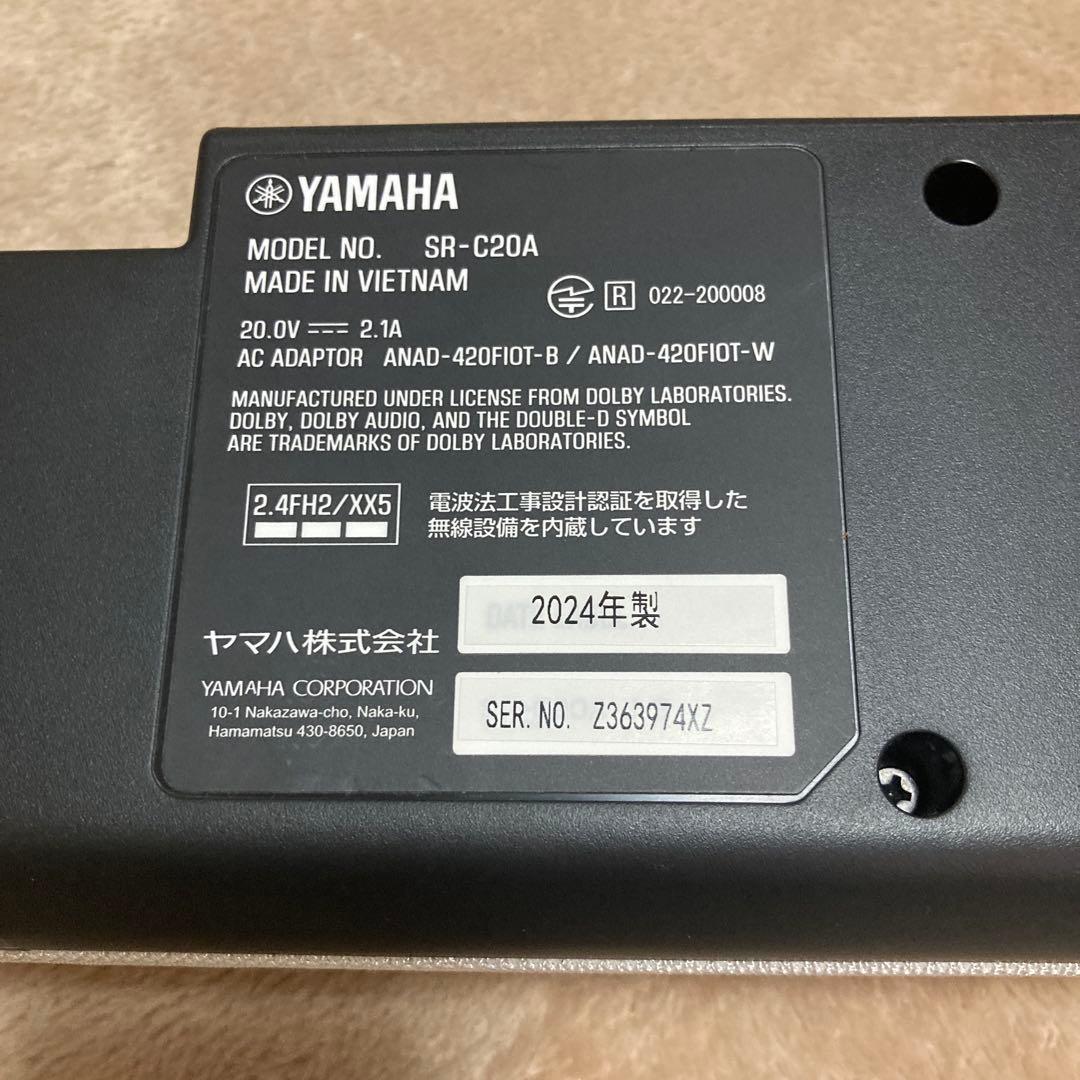 YAMAHA
MODEL NO. SR-C20A
MADE IN VIETNAM
R 022-200008
20.0V 2.1A
AC ADAPTOR ANAD-420FIOT-B / ANAD-420FIOT-W
MANUFACTURED UNDER LICENSE FROM DOLBY LABORATORIES.
DOLBY, DOLBY AUDIO, AND THE DOUBLE-D SYMBOL
ARE TRADEMARKS OF DOLBY LABORATORIES.
2.4FH2/XX5
電波法工事設計認証を取得した
無線設備を内蔵しています
2024年製
ヤマハ株式会社
YAMAHA CORPORATION
10-1 Nakazawa-cho, Naka-ku,
Hamamatsu 430-8650, Japan
SER. NO. Z363974XZ